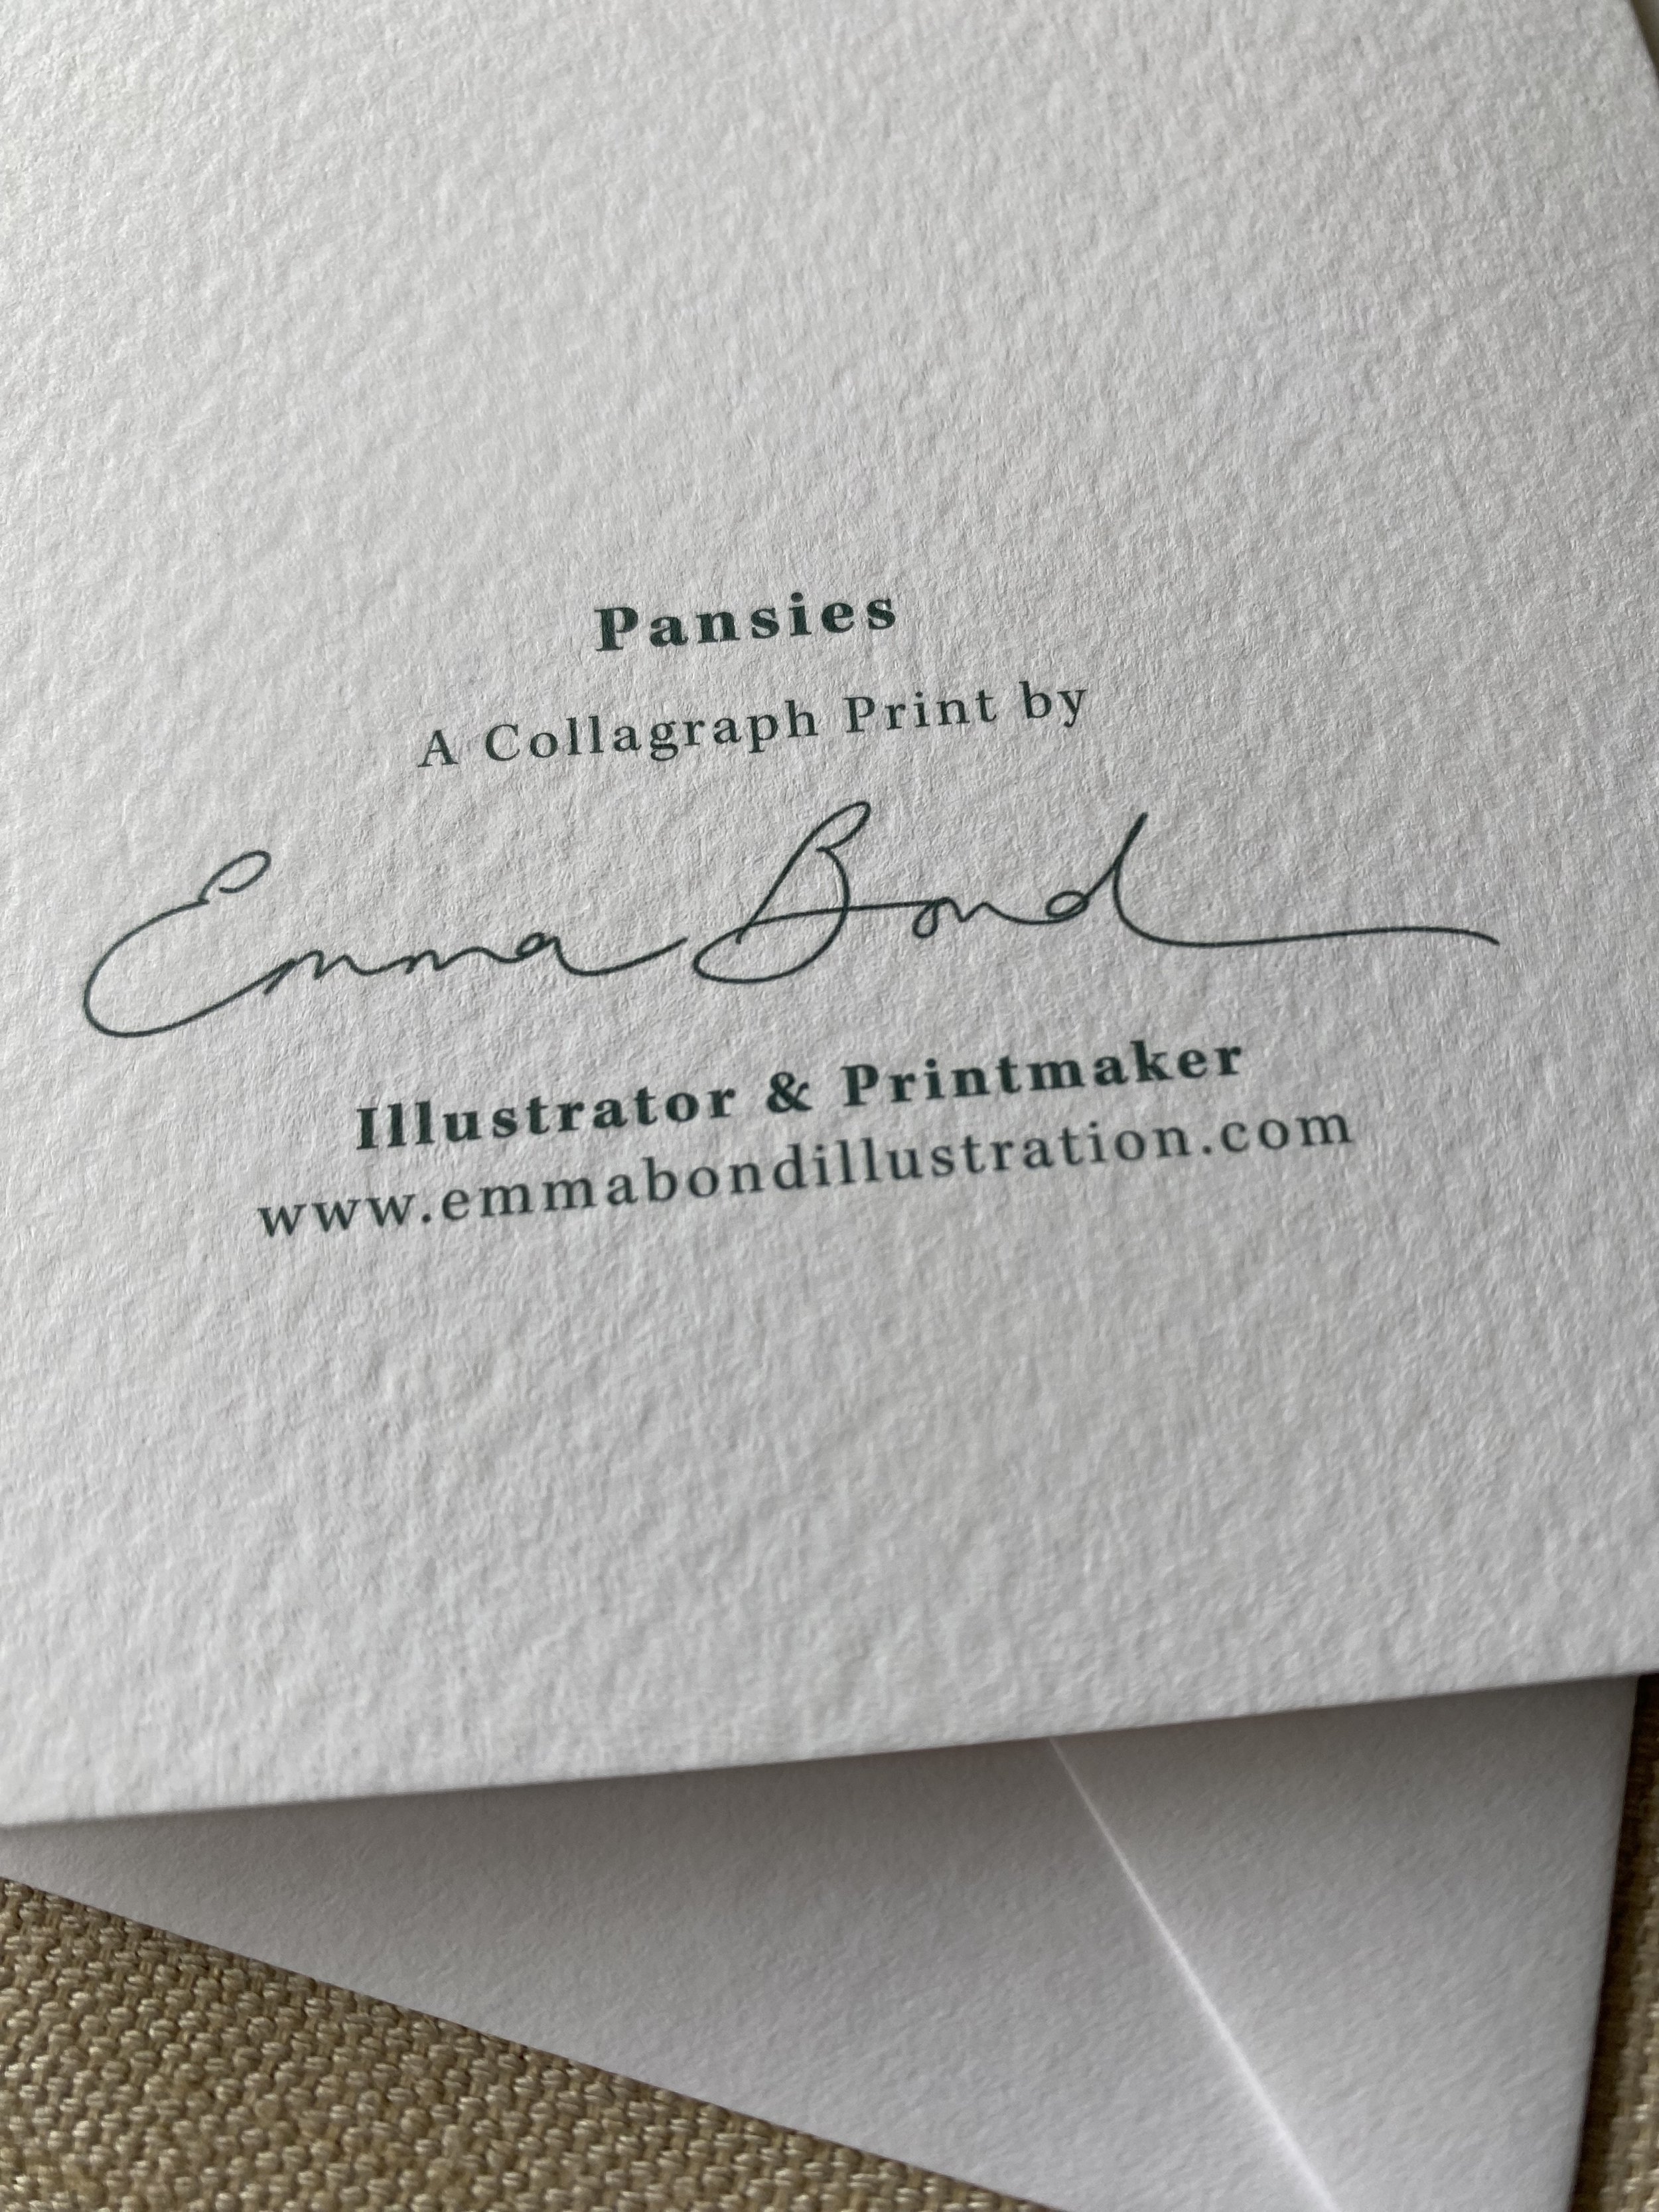 Pansies
A Collagraph Print by
Emma Bond
Illustrator & Printmaker
www.emmabondillustration.com